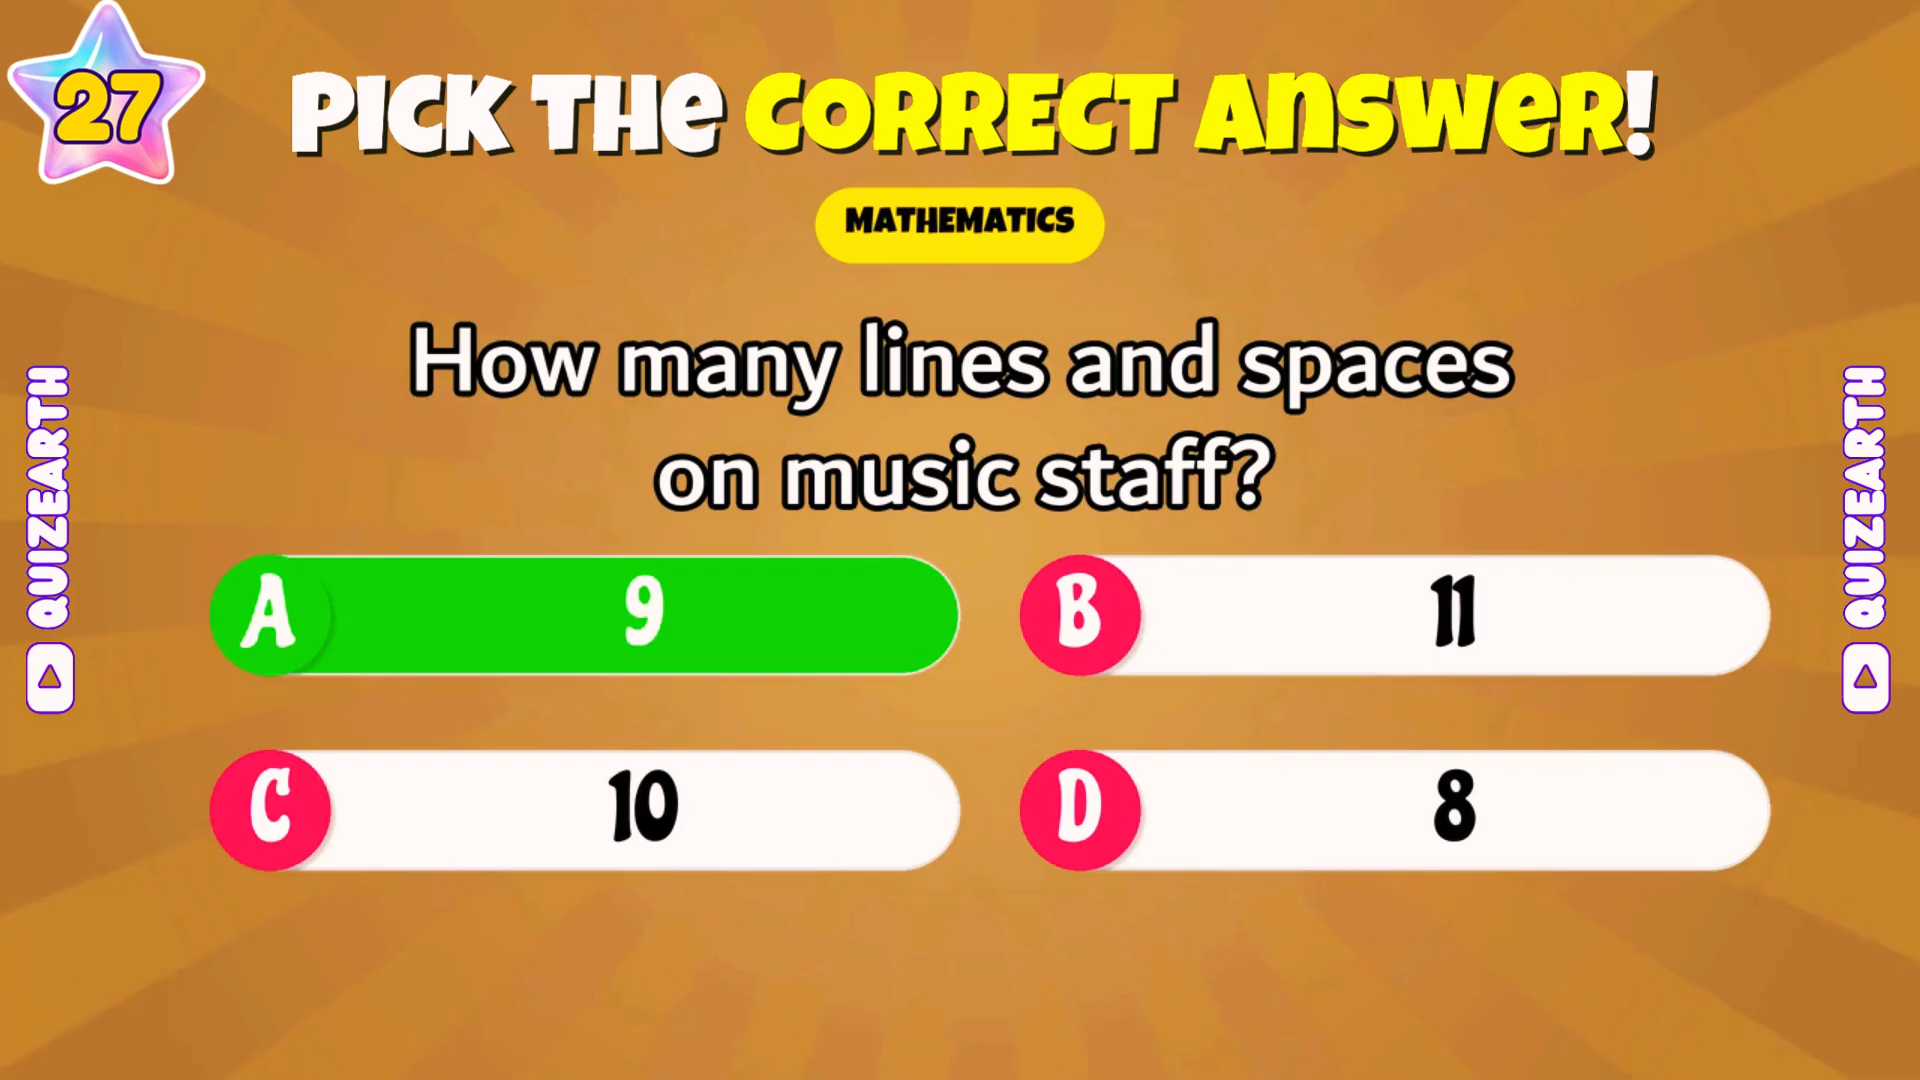 27
PICK THE CORRECT ANSWER!
MATHEMATICS
How many lines and spaces
on music staff?
A 9
B 11
C 10
D 8
QUIZEARTH
QUIZEARTH